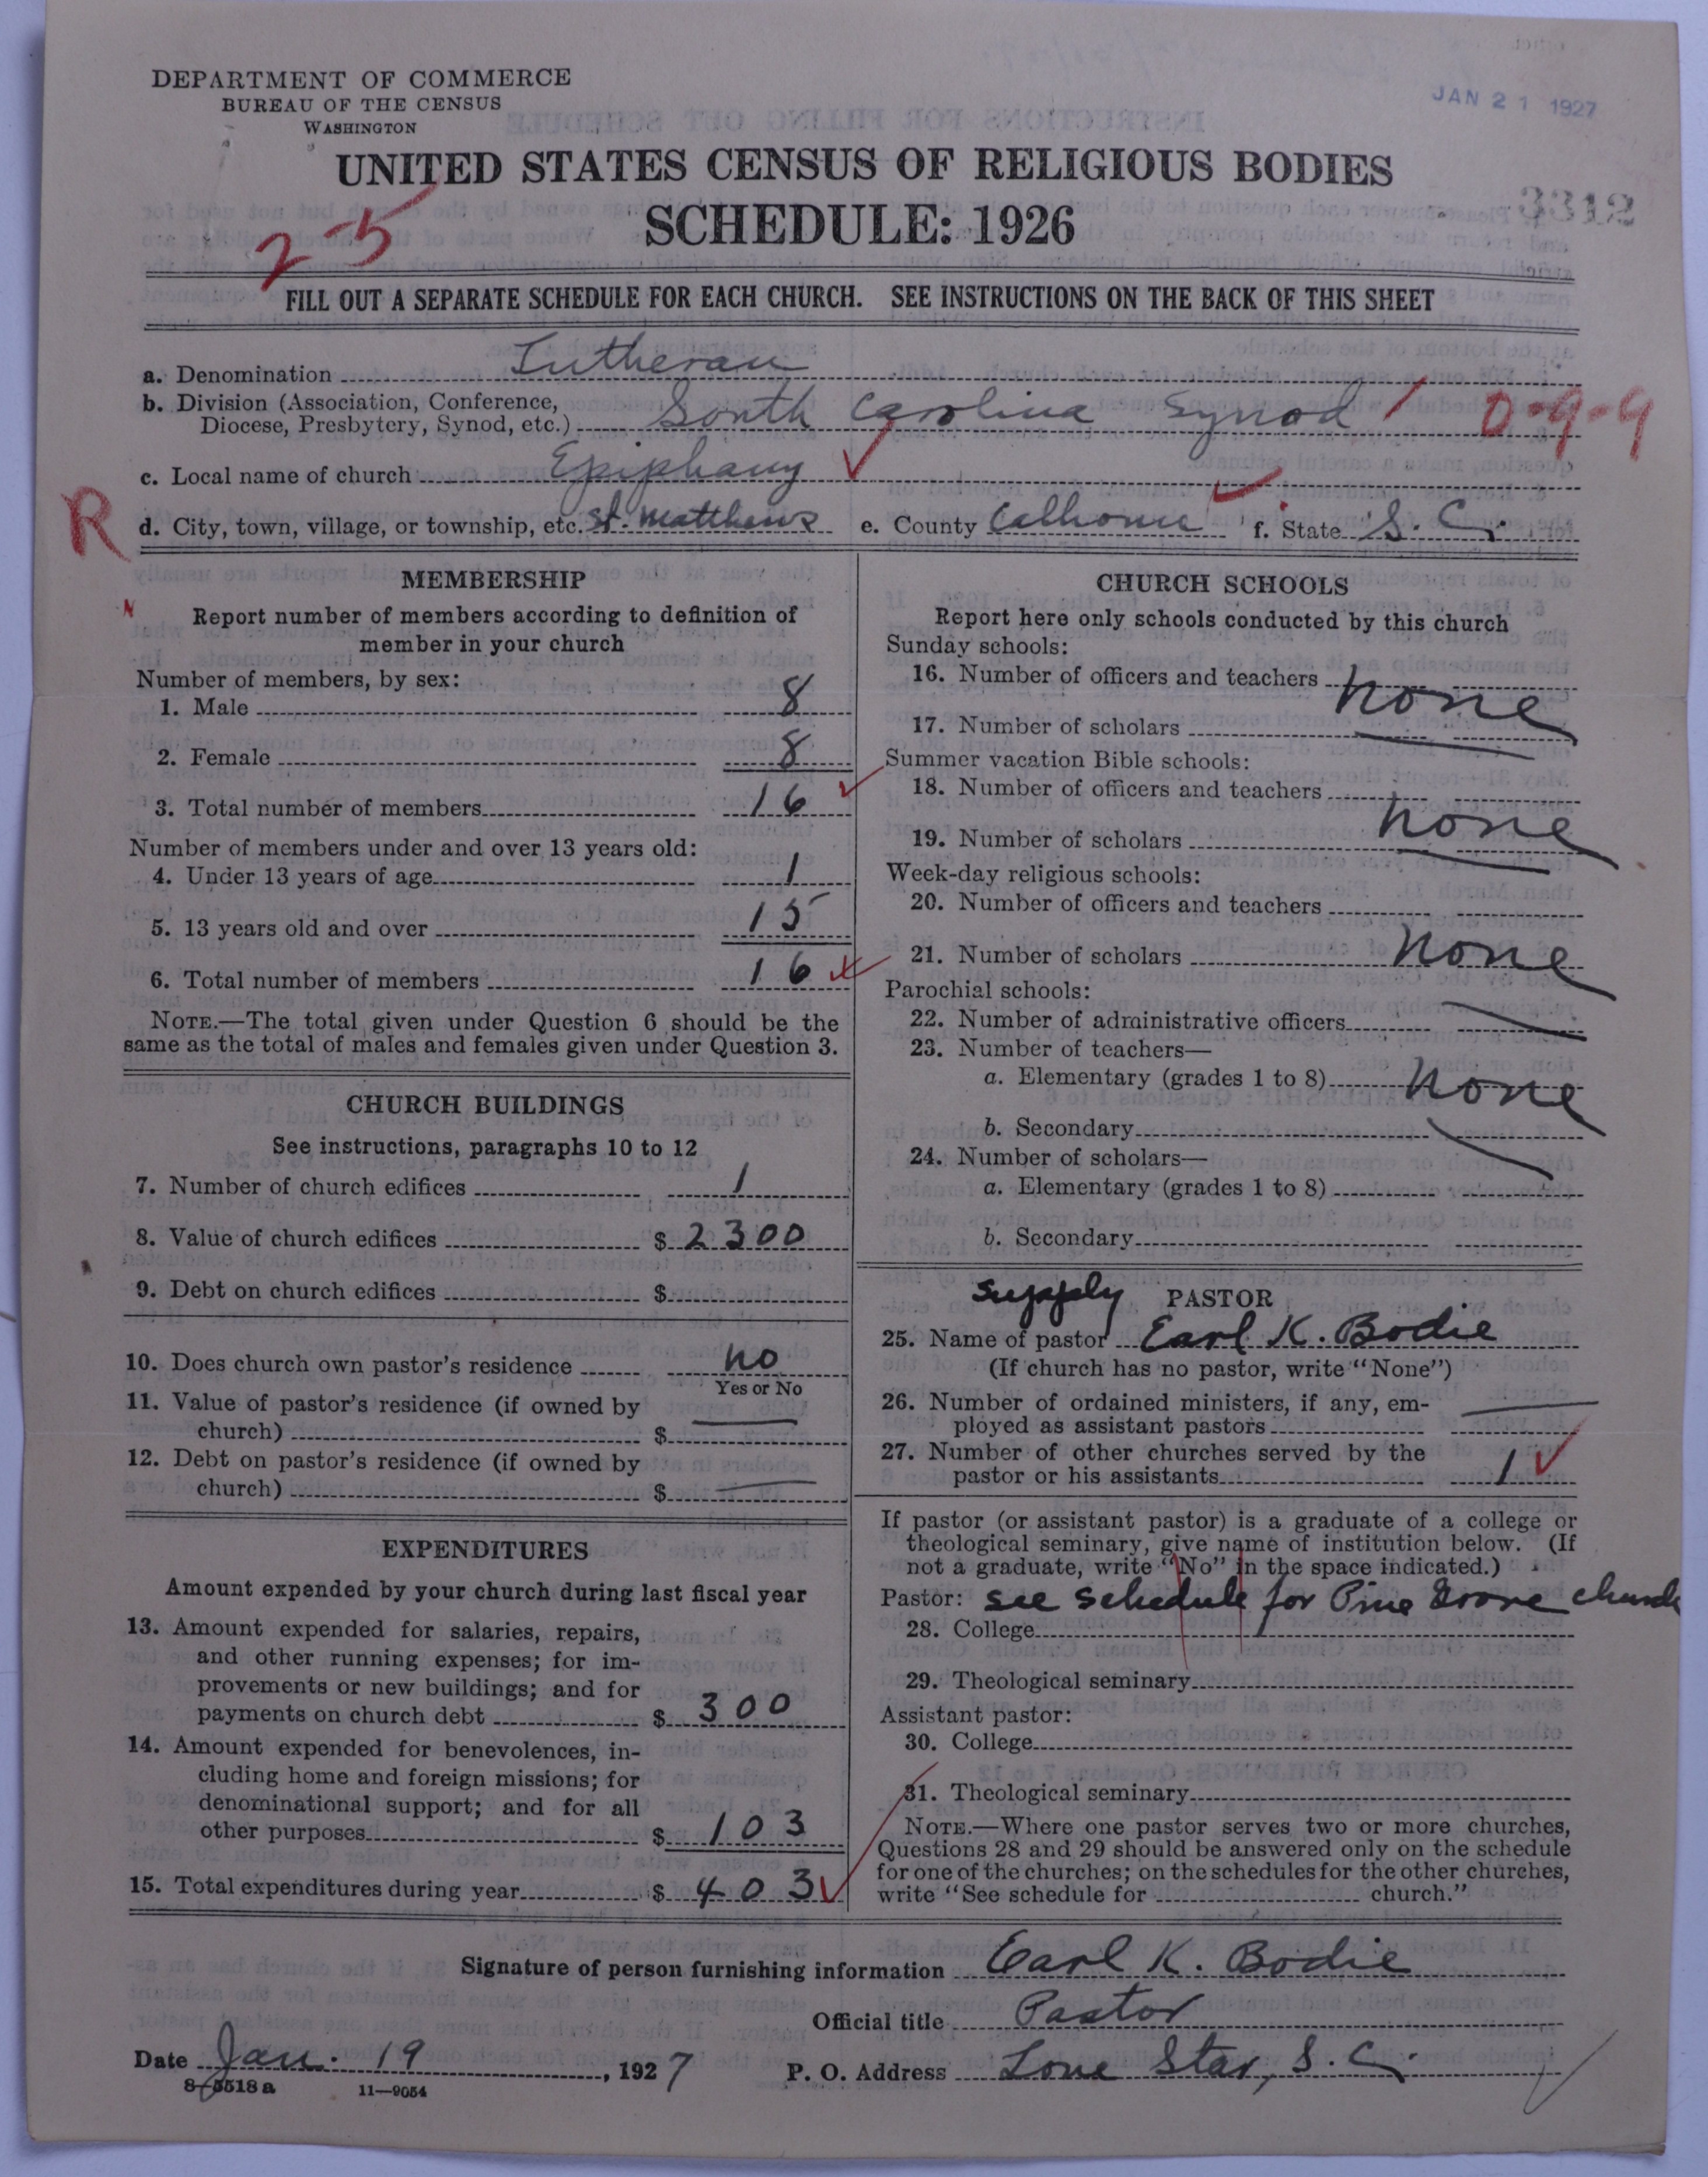 DEPARTMENT OF COMMERCE
BUREAU OF THE CENSUS
WASHINGTON
JAN 21 1927
UNITED STATES CENSUS OF RELIGIOUS BODIES
SCHEDULE: 1926
3312
2-5
FILL OUT A SEPARATE SCHEDULE FOR EACH CHURCH. SEE INSTRUCTIONS ON THE BACK OF THIS SHEET
a. Denomination Lutheran
b. Division (Association, Conference,
Diocese, Presbytery, Synod, etc.) South Carolina Synod 0-9-9
c. Local name of church Epiphany
R
d. City, town, village, or township, etc. St. Matthews e. County Calhoun f. State S. C.
MEMBERSHIP
Report number of members according to definition of
member in your church
Number of members, by sex:
1. Male 8
2. Female 8
3. Total number of members 16
Number of members under and over 13 years old:
4. Under 13 years of age 1
5. 13 years old and over 15
6. Total number of members 16
NOTE.—The total given under Question 6 should be the
same as the total of males and females given under Question 3.
CHURCH BUILDINGS
See instructions, paragraphs 10 to 12
7. Number of church edifices 1
8. Value of church edifices $ 2300
9. Debt on church edifices $
10. Does church own pastor's residence no
Yes or No
11. Value of pastor's residence (if owned by
church) $
12. Debt on pastor's residence (if owned by
church) $
EXPENDITURES
Amount expended by your church during last fiscal year
13. Amount expended for salaries, repairs,
and other running expenses; for im-
provements or new buildings; and for
payments on church debt $ 300
14. Amount expended for benevolences, in-
cluding home and foreign missions; for
denominational support; and for all
other purposes $ 103
15. Total expenditures during year $ 403
CHURCH SCHOOLS
Report here only schools conducted by this church
Sunday schools:
16. Number of officers and teachers none
17. Number of scholars
Summer vacation Bible schools:
18. Number of officers and teachers
19. Number of scholars none
Week-day religious schools:
20. Number of officers and teachers
21. Number of scholars none
Parochial schools:
22. Number of administrative officers
23. Number of teachers—
a. Elementary (grades 1 to 8) none
b. Secondary
24. Number of scholars—
a. Elementary (grades 1 to 8)
b. Secondary
Supply PASTOR
25. Name of pastor Earl K. Bodie
(If church has no pastor, write "None")
26. Number of ordained ministers, if any, em-
ployed as assistant pastors
27. Number of other churches served by the
pastor or his assistants 1
If pastor (or assistant pastor) is a graduate of a college or
theological seminary, give name of institution below. (If
not a graduate, write "No" in the space indicated.)
Pastor: see schedule for Pine Grove church
28. College
29. Theological seminary
Assistant pastor:
30. College
31. Theological seminary
NOTE.—Where one pastor serves two or more churches,
Questions 28 and 29 should be answered only on the schedule
for one of the churches; on the schedules for the other churches,
write "See schedule for church."
Signature of person furnishing information Earl K. Bodie
Official title Pastor
Date Jan. 19, 1927 P. O. Address Lone Star, S. C.
8-5518 a 11-9054